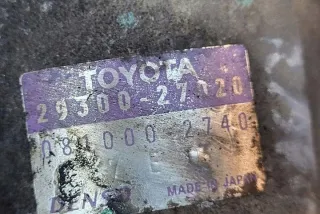 TOYOTA
29300-27020
081000 2740
DENSO
MADE IN JAPAN